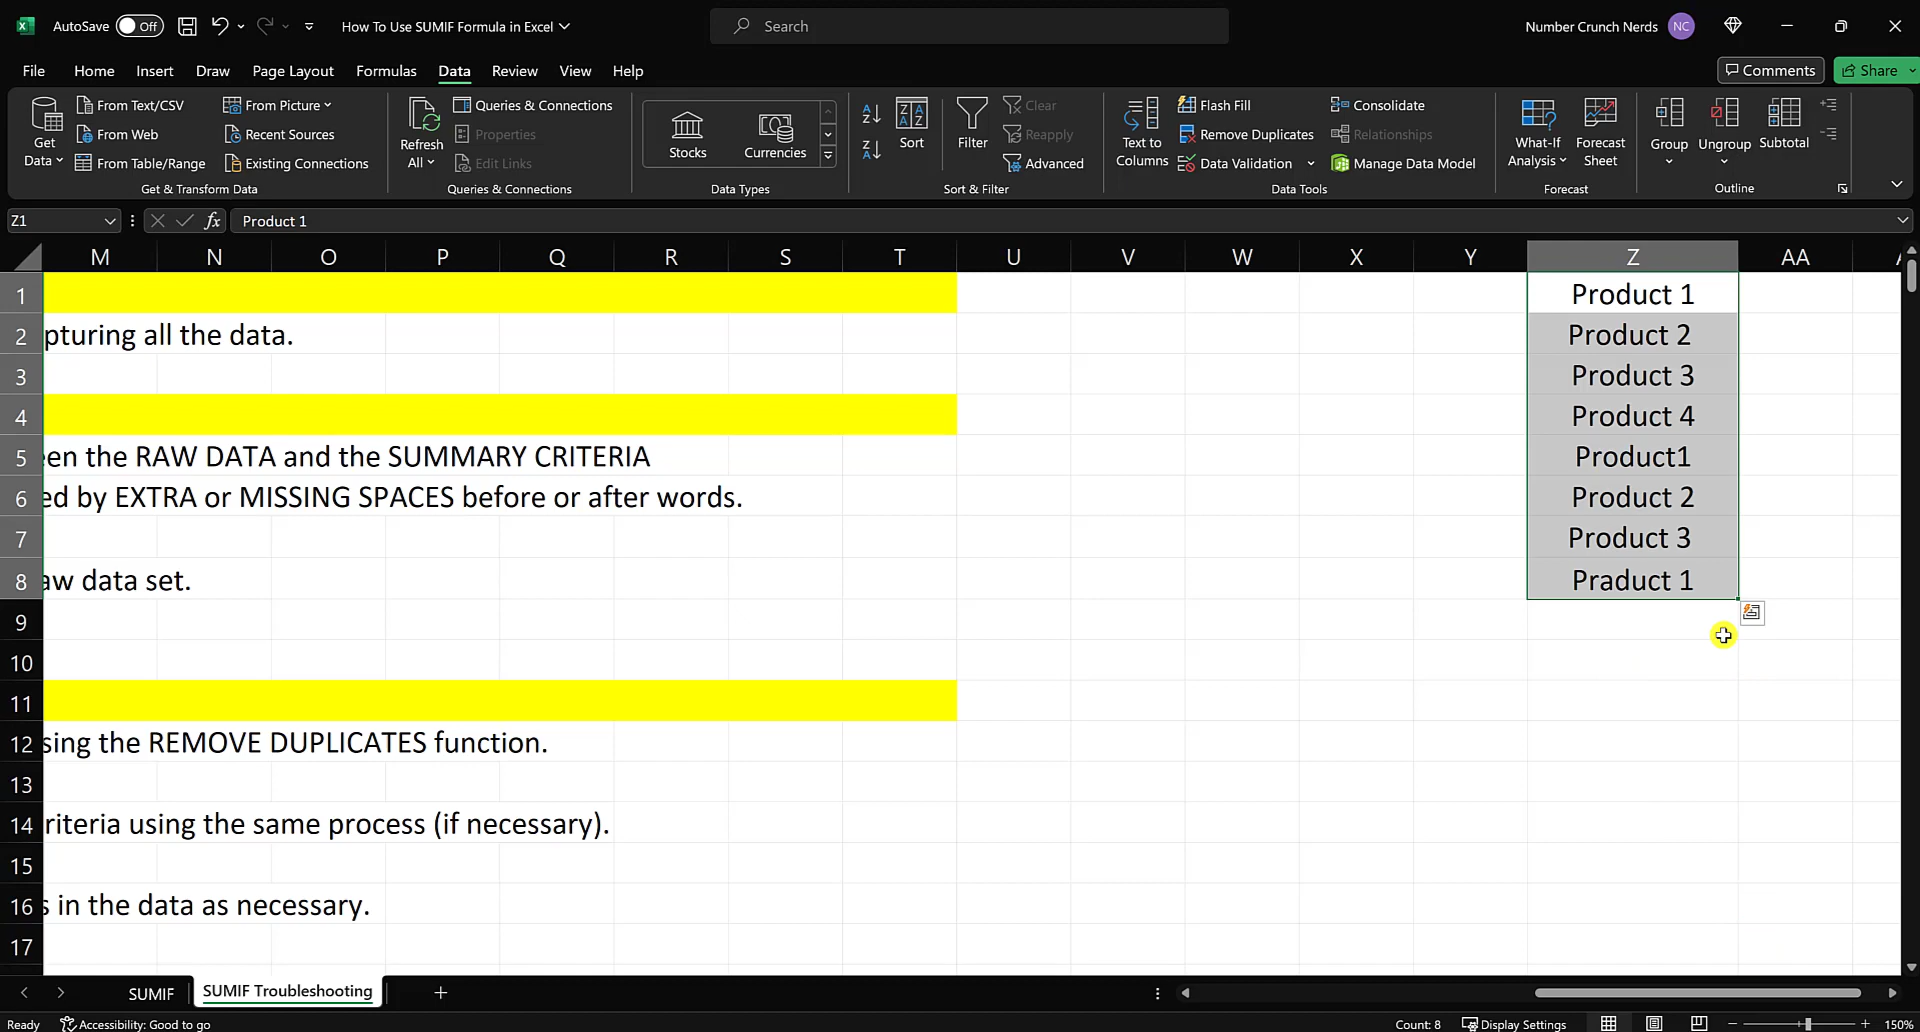 AutoSave Off How To Use SUMIF Formula in Excel Search Number Crunch Nerds NC
File Home Insert Draw Page Layout Formulas Data Review View Help Comments Share
Get Data
From Text/CSV
From Web
From Table/Range
From Picture
Recent Sources
Existing Connections
Get & Transform Data
Refresh All
Queries & Connections
Properties
Edit Links
Queries & Connections
Stocks
Currencies
Data Types
Sort
Filter
Clear
Reapply
Advanced
Sort & Filter
Text to Columns
Flash Fill
Remove Duplicates
Data Validation
Consolidate
Relationships
Manage Data Model
Data Tools
What-If Analysis
Forecast Sheet
Forecast
Group
Ungroup
Subtotal
Outline
Z1 fx Product 1
M N O P Q R S T U V W X Y Z AA
1 Product 1
2 pturing all the data. Product 2
3 Product 3
4 Product 4
5 een the RAW DATA and the SUMMARY CRITERIA Product1
6 ed by EXTRA or MISSING SPACES before or after words. Product 2
7 Product 3
8 aw data set. Praduct 1
9
10
11
12 sing the REMOVE DUPLICATES function.
13
14 riteria using the same process (if necessary).
15
16 s in the data as necessary.
17
SUMIF SUMIF Troubleshooting
Ready Accessibility: Good to go Count: 8 Display Settings 150%